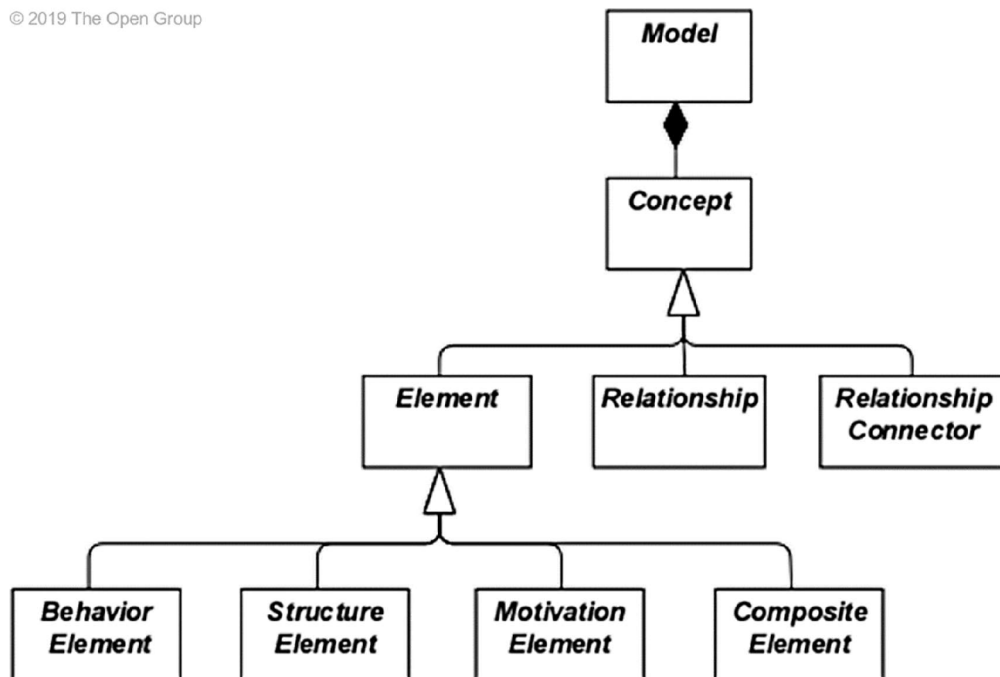 © 2019 The Open Group
Model
Concept
Element
Relationship
Relationship
Connector
Behavior
Element
Structure
Element
Motivation
Element
Composite
Element